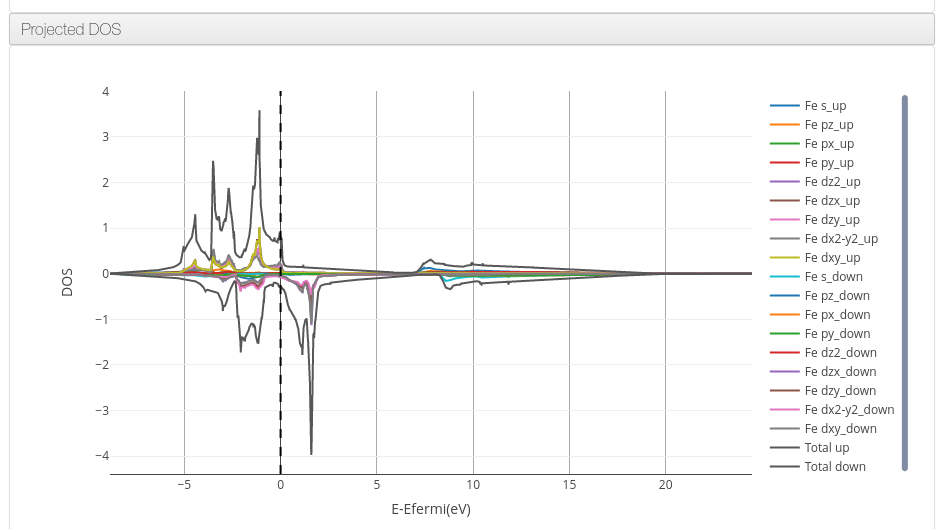 Projected DOS
4
3
2
1
0
−1
−2
−3
−4
DOS
−5
0
5
10
15
20
E-Efermi(eV)
Fe s_up
Fe pz_up
Fe px_up
Fe py_up
Fe dz2_up
Fe dzx_up
Fe dzy_up
Fe dx2-y2_up
Fe dxy_up
Fe s_down
Fe pz_down
Fe px_down
Fe py_down
Fe dz2_down
Fe dzx_down
Fe dzy_down
Fe dx2-y2_down
Fe dxy_down
Total up
Total down